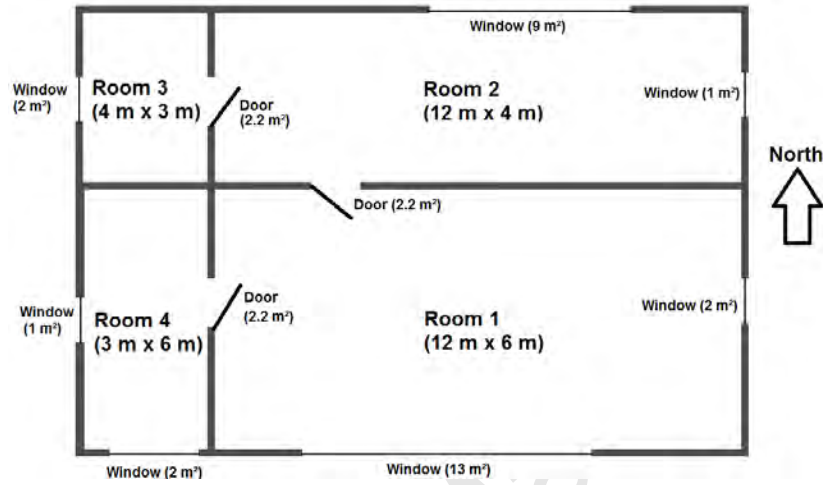 Window (9 m²)
Window
(2 m²)
Room 3
(4 m x 3 m)
Door
(2.2 m²)
Room 2
(12 m x 4 m)
Window (1 m²)
North
Door (2.2 m²)
Window
(1 m²)
Room 4
(3 m x 6 m)
Door
(2.2 m²)
Room 1
(12 m x 6 m)
Window (2 m²)
Window (2 m²)
Window (13 m²)